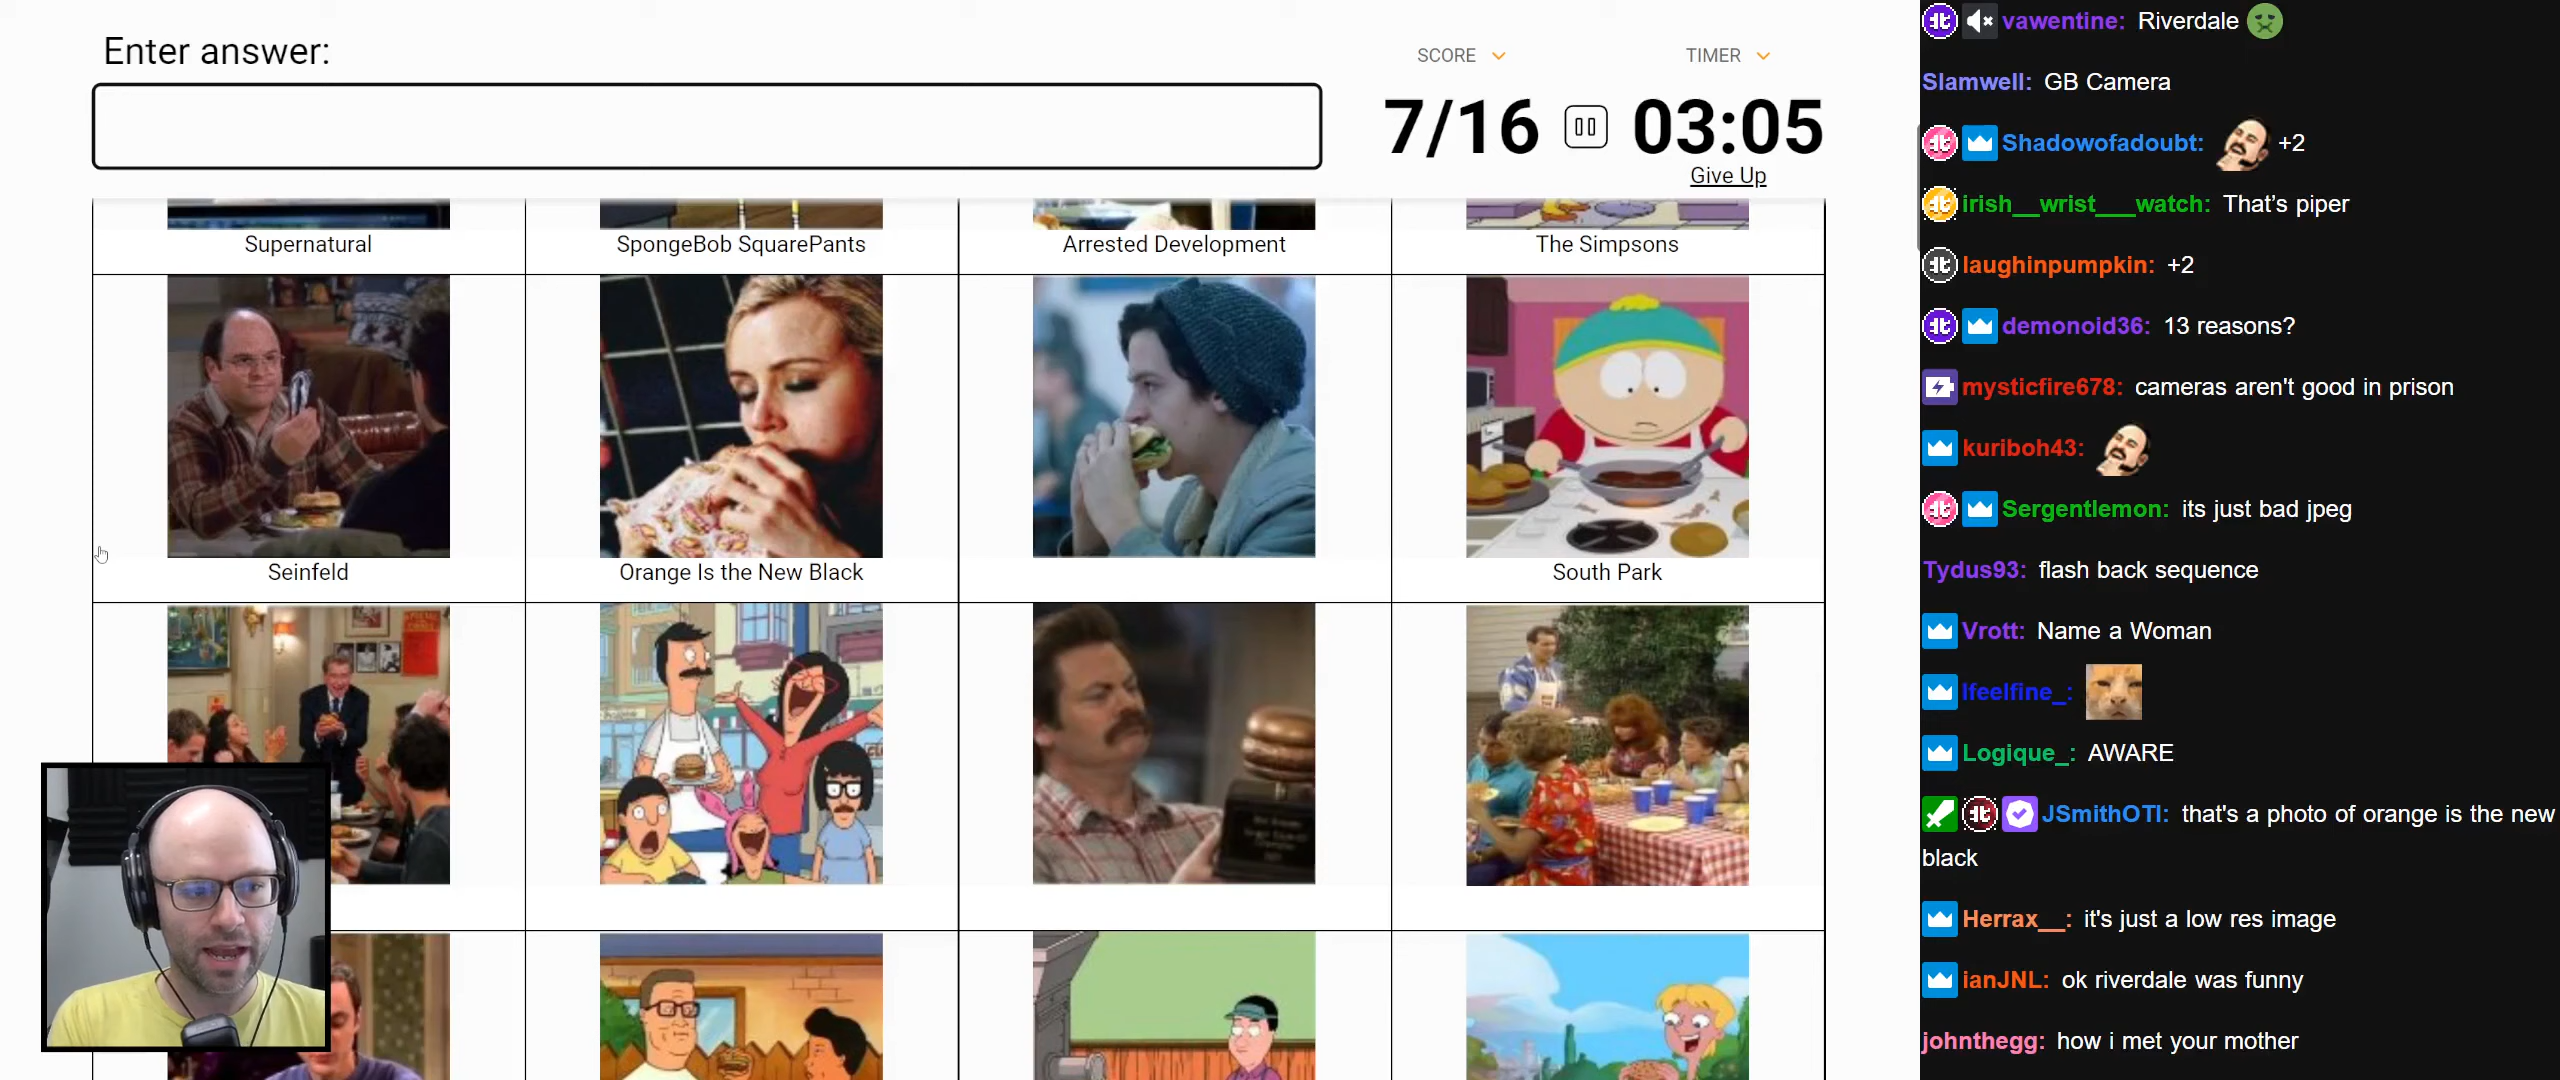 Enter answer:
SCORE
TIMER
7/16
03:05
Give Up
Supernatural
SpongeBob SquarePants
Arrested Development
The Simpsons
Seinfeld
Orange Is the New Black
South Park
vawentine: Riverdale
Slamwell: GB Camera
Shadowofadoubt: +2
irish__wrist___watch: That's piper
laughinpumpkin: +2
demonoid36: 13 reasons?
mysticfire678: cameras aren't good in prison
kuriboh43:
Sergentlemon: its just bad jpeg
Tydus93: flash back sequence
Vrott: Name a Woman
lfeelfine_:
Logique_: AWARE
JSmithOTI: that's a photo of orange is the new
black
Herrax__: it's just a low res image
ianJNL: ok riverdale was funny
johnthegg: how i met your mother